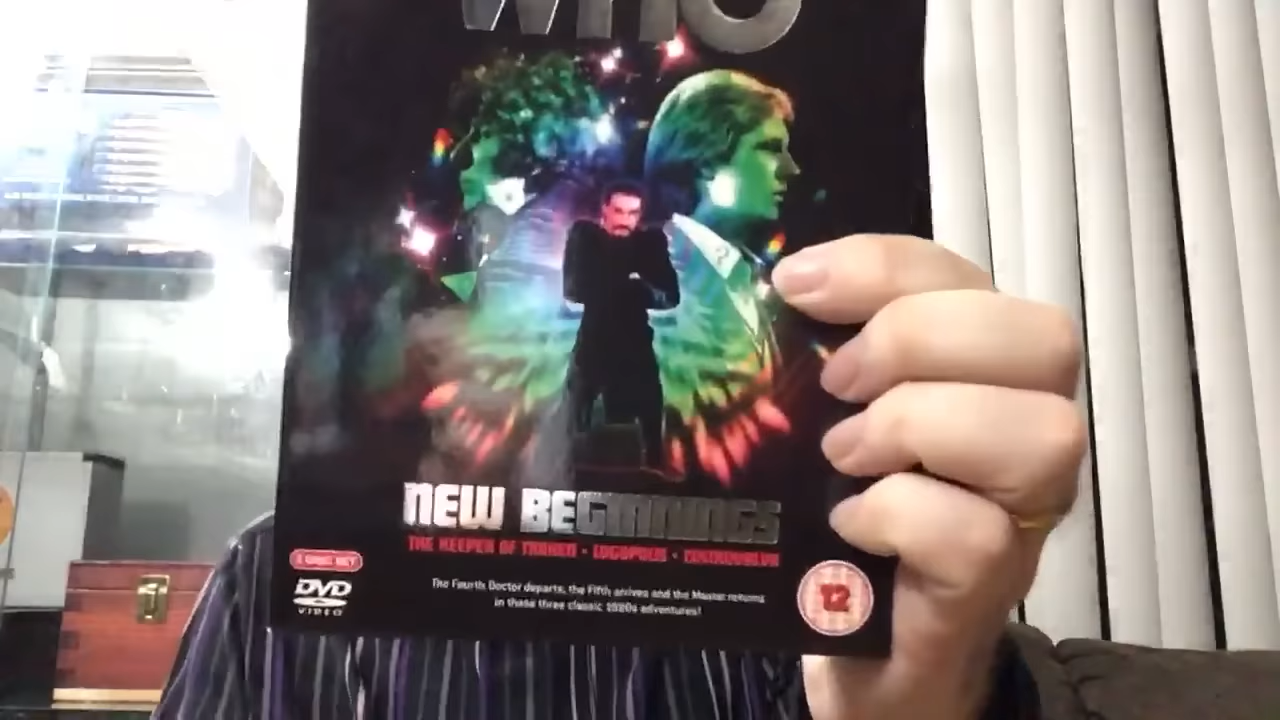 WHO
NEW BEGINNINGS
THE KEEPER OF TRAKEN • LOGOPOLIS • CASTROVALVA
3 DISC SET
DVD
VIDEO
The Fourth Doctor departs, the Fifth arrives and the Master returns
in these three classic 1980s adventures!
12